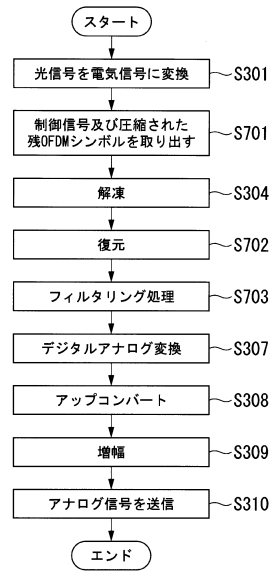 スタート
光信号を電気信号に変換
S301
制御信号及び圧縮された
残OFDMシンボルを取り出す
S701
解凍
S304
復元
S702
フィルタリング処理
S703
デジタルアナログ変換
S307
アップコンバート
S308
増幅
S309
アナログ信号を送信
S310
エンド